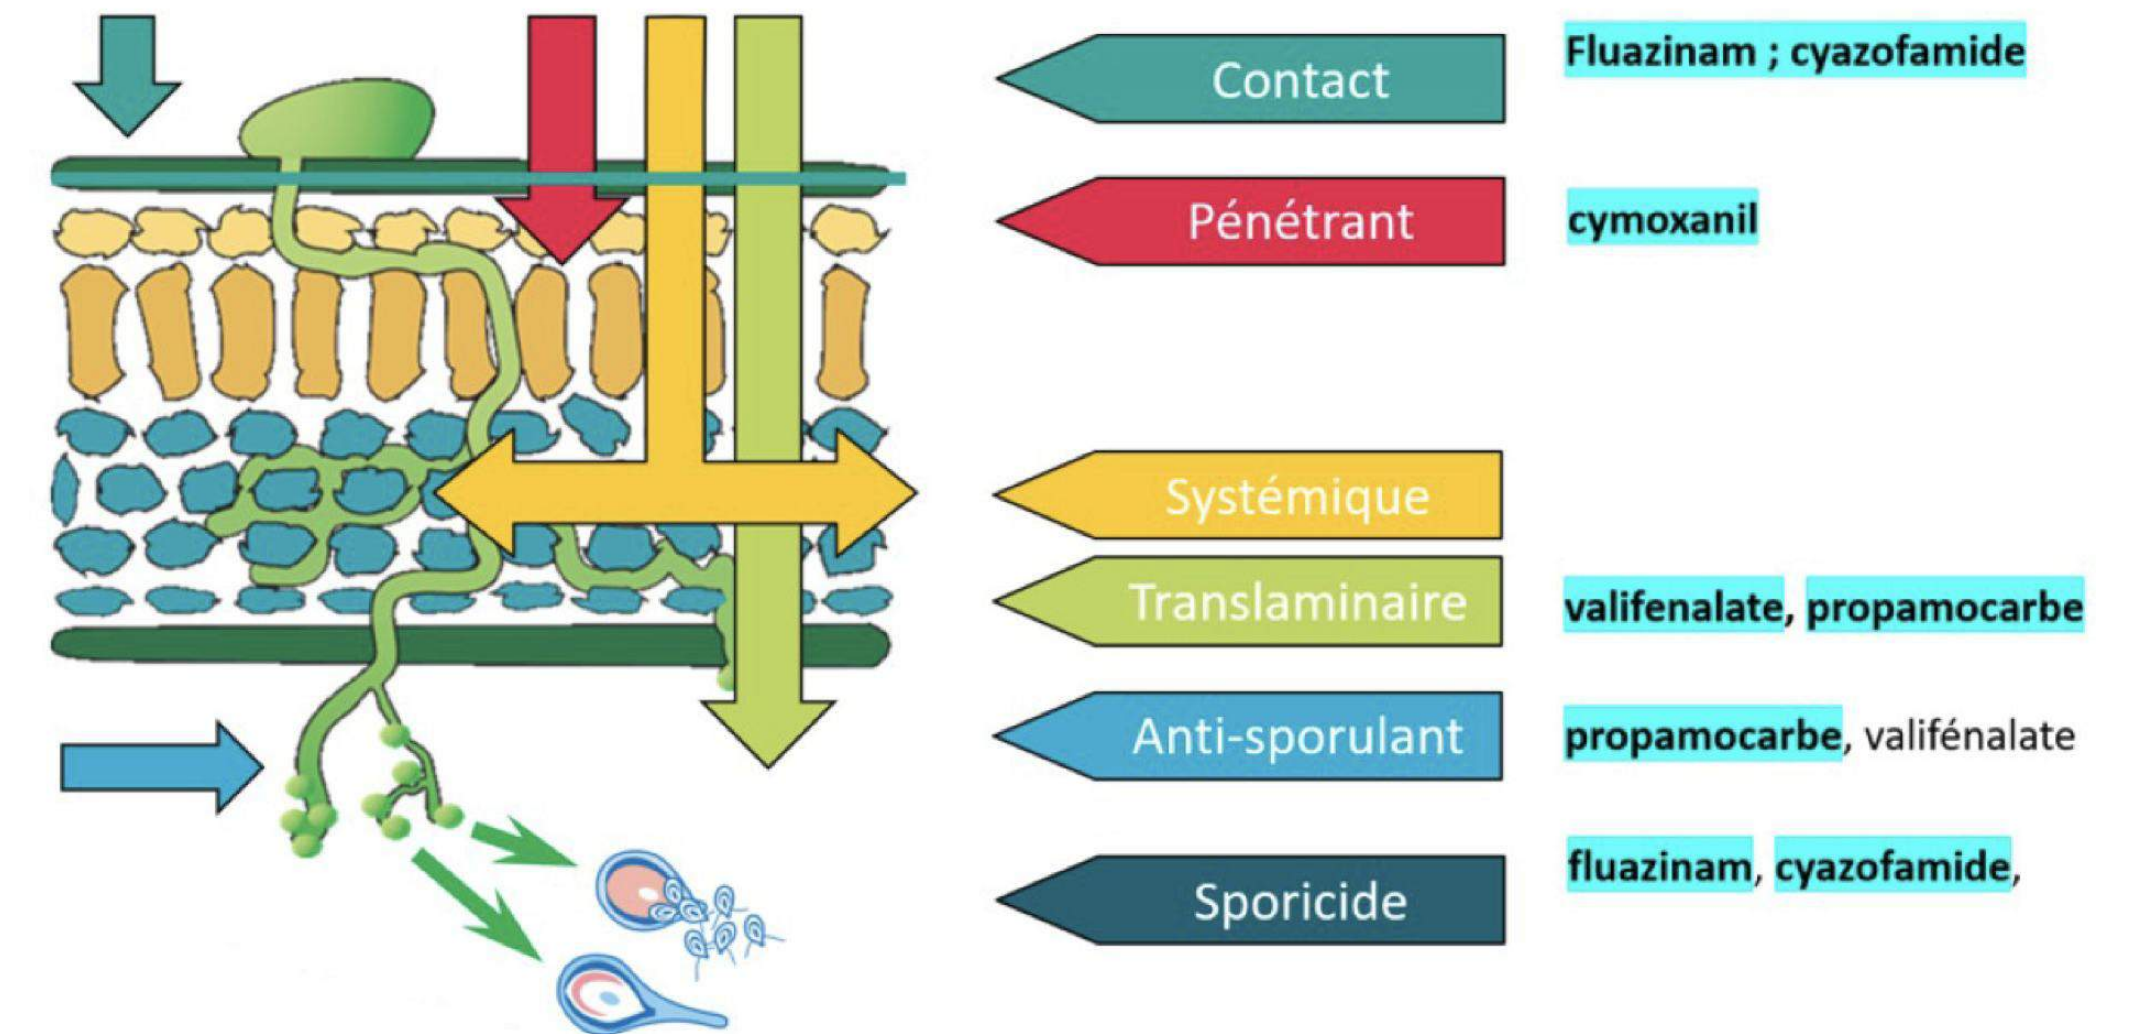 Contact
Fluazinam ; cyazofamide
Pénétrant
cymoxanil
Systémique
Translaminaire
valifenalate, propamocarbe
Anti-sporulant
propamocarbe, valifénalate
Sporicide
fluazinam, cyazofamide,